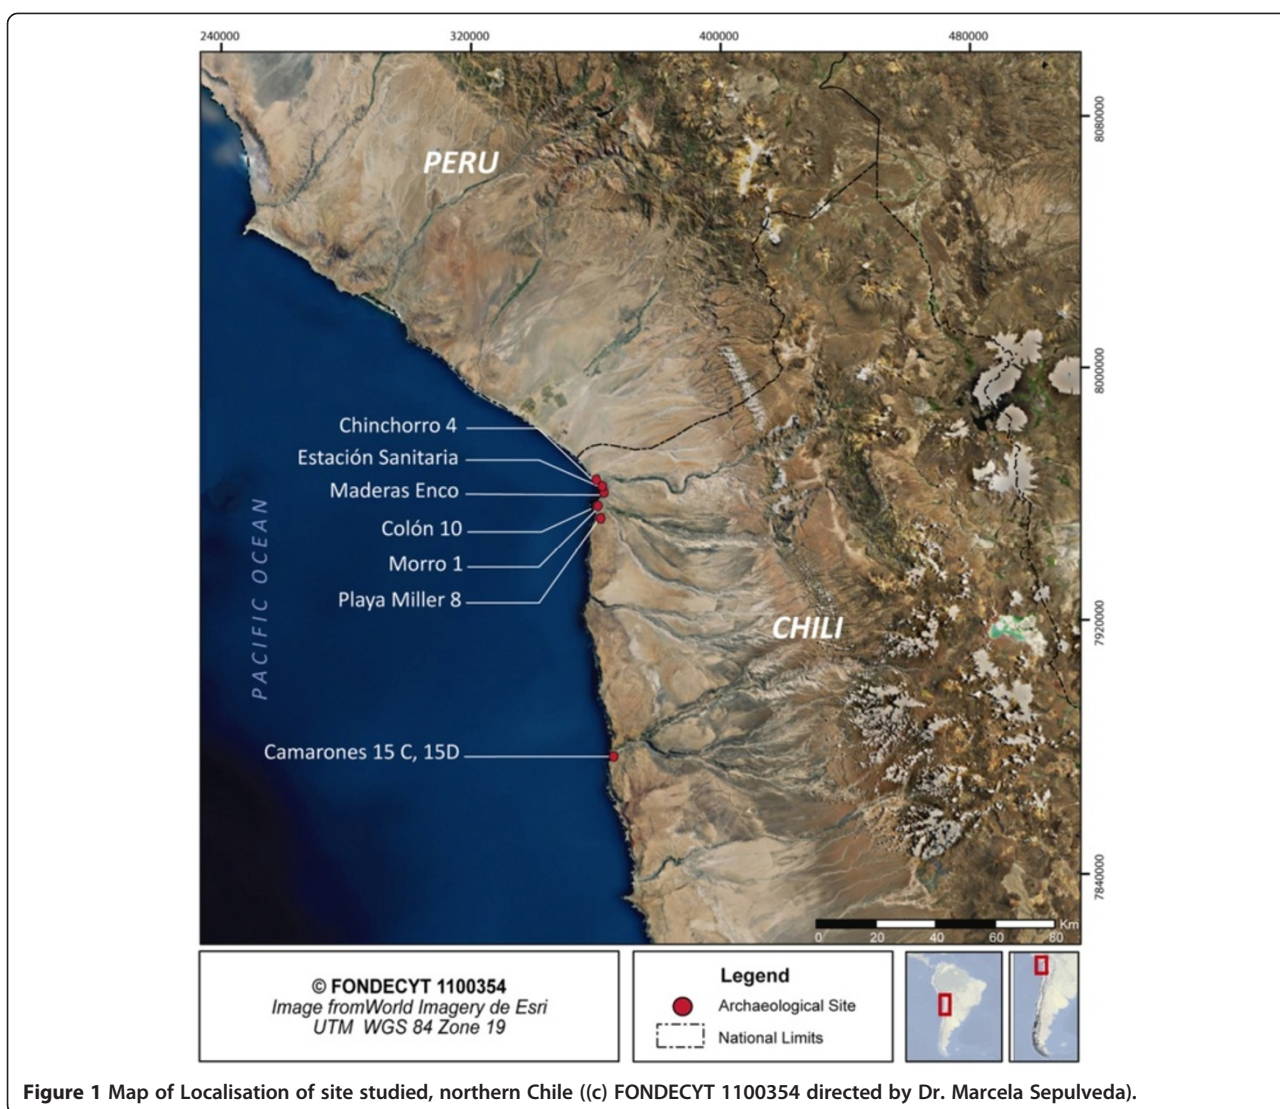 240000 320000 400000 480000
8080000
PERU
8000000
Chinchorro 4
Estación Sanitaria
Maderas Enco
Colón 10
Morro 1
Playa Miller 8
PACIFIC OCEAN
7920000
CHILI
Camarones 15 C, 15D
7840000
Km
0 20 40 60 80
© FONDECYT 1100354
Image fromWorld Imagery de Esri
UTM WGS 84 Zone 19
Legend
Archaeological Site
National Limits
Figure 1 Map of Localisation of site studied, northern Chile ((c) FONDECYT 1100354 directed by Dr. Marcela Sepulveda).